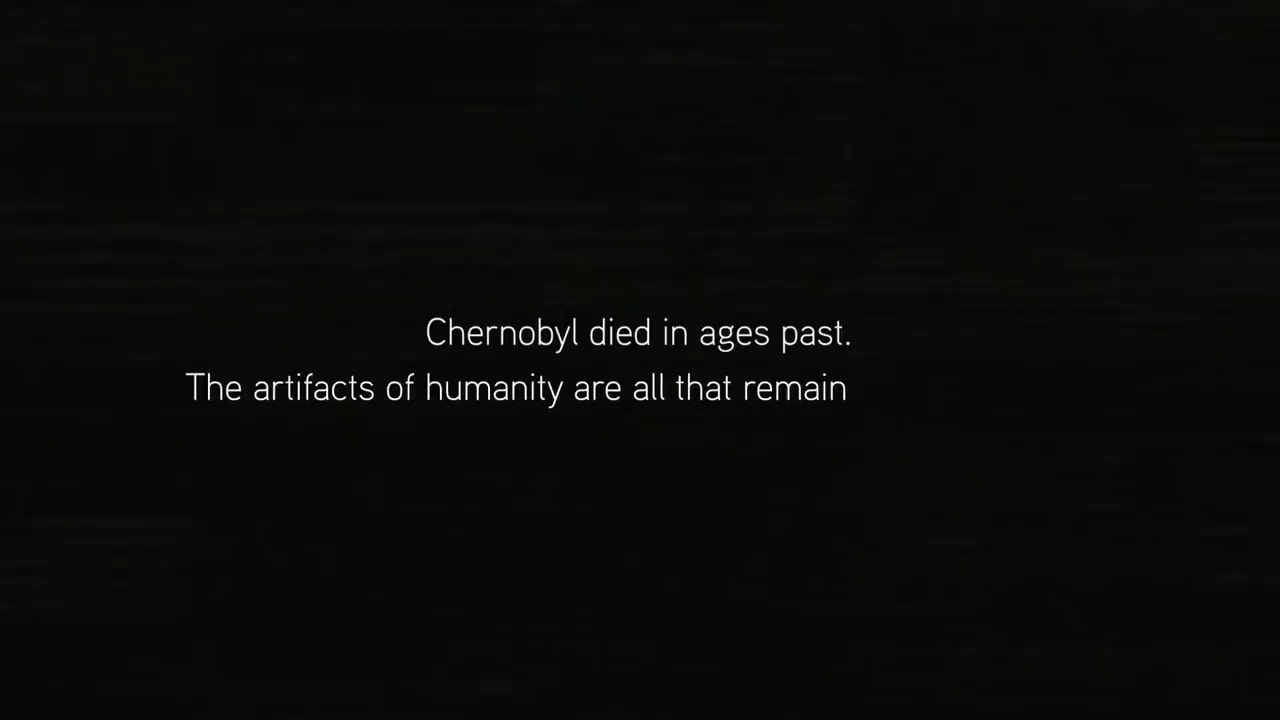 Chernobyl died in ages past.
The artifacts of humanity are all that remain